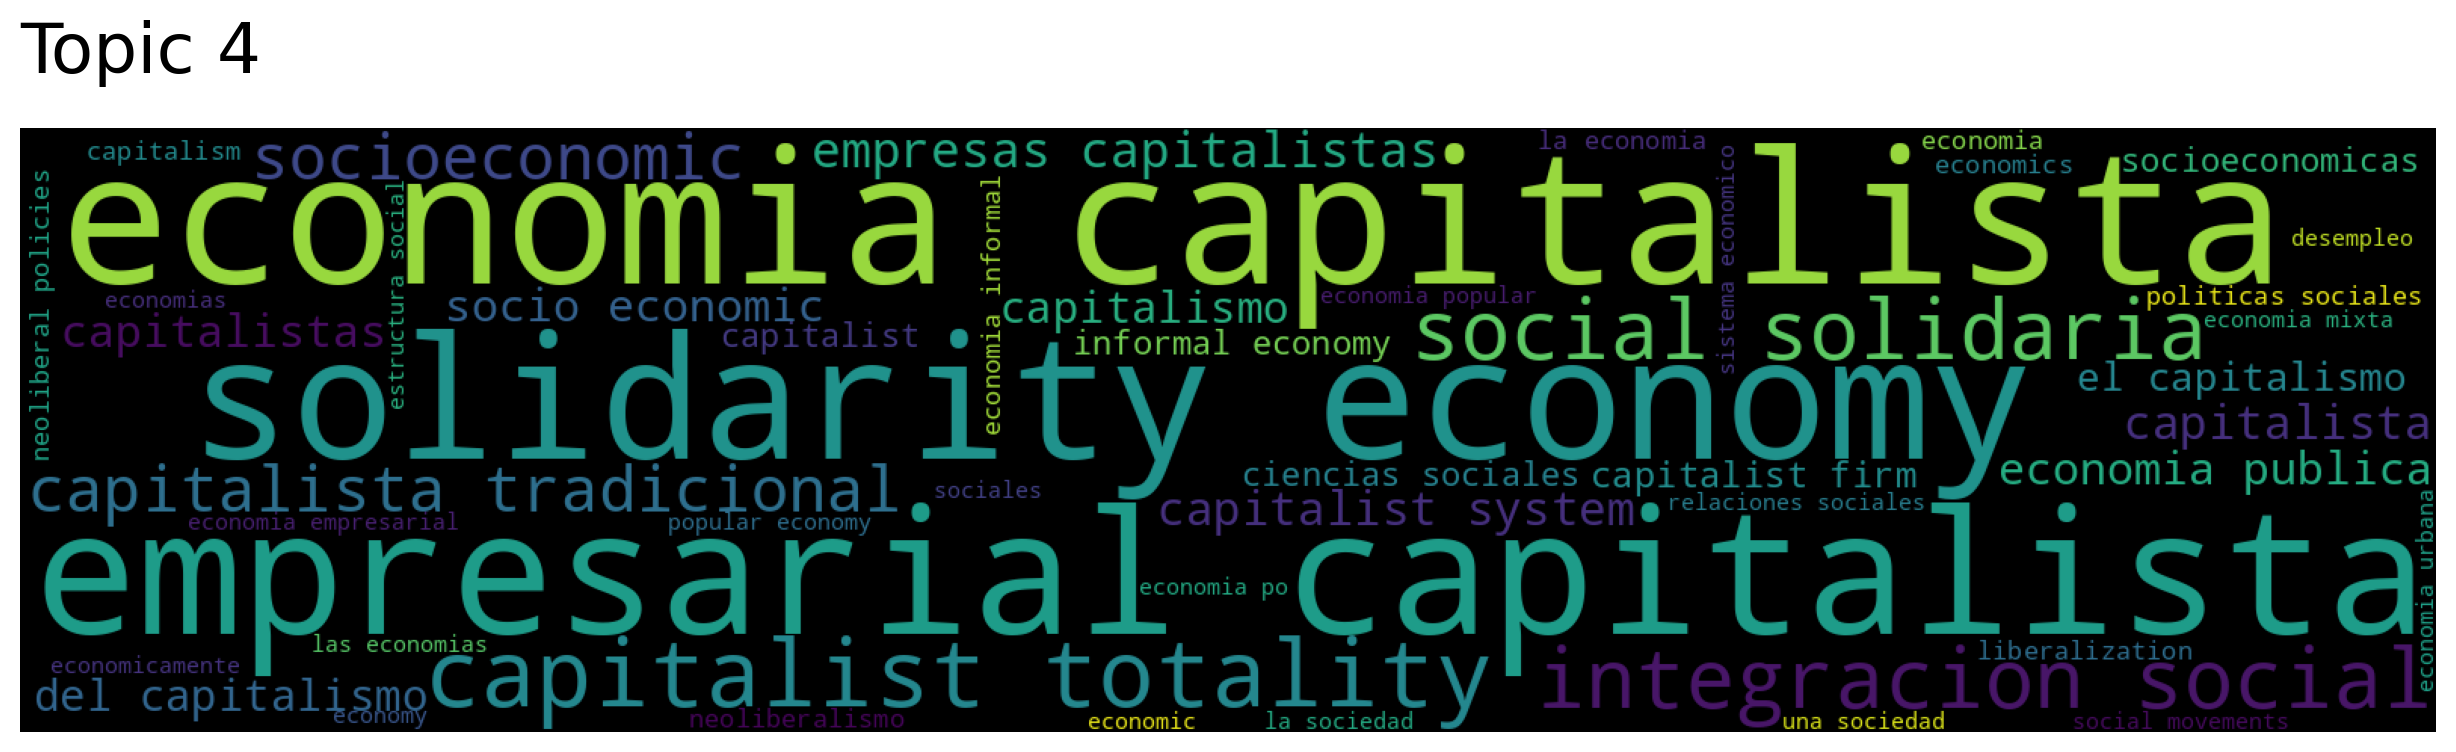 Topic 4
capitalism
socioeconomic
empresas capitalistas
la economia
economia
economics
socioeconomicas
neoliberal policies
economia capitalista
estructura social
economia informal
sistema economico
desempleo
economias
socio economic
capitalismo
economia popular
politicas sociales
capitalistas
capitalist
informal economy
social solidaria
economia mixta
solidarity economy
el capitalismo
capitalista
capitalista tradicional
sociales
ciencias sociales
capitalist firm
economia publica
economia empresarial
popular economy
capitalist system
relaciones sociales
empresarial capitalista
economia po
economia urbana
las economias
economicamente
capitalist totality
liberalization
integracion social
del capitalismo
economy
neoliberalismo
economic
la sociedad
una sociedad
social movements